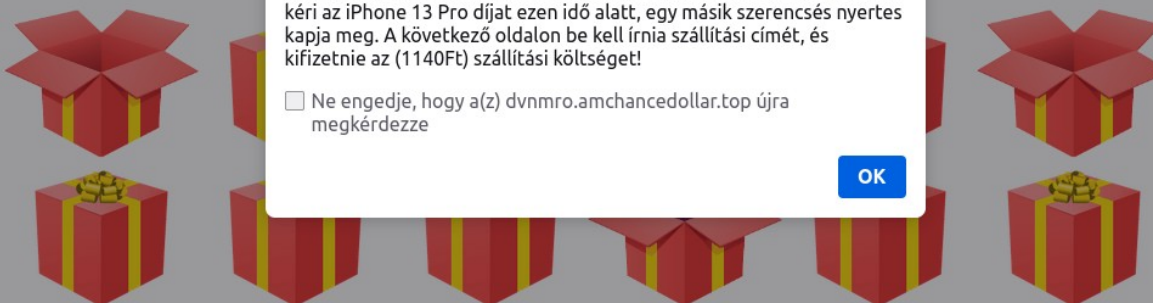 kéri az iPhone 13 Pro díjat ezen idő alatt, egy másik szerencsés nyertes
kapja meg. A következő oldalon be kell írnia szállítási címét, és
kifizetnie az (1140Ft) szállítási költséget!
Ne engedje, hogy a(z) dvnmro.amchancedollar.top újra
megkérdezze
OK